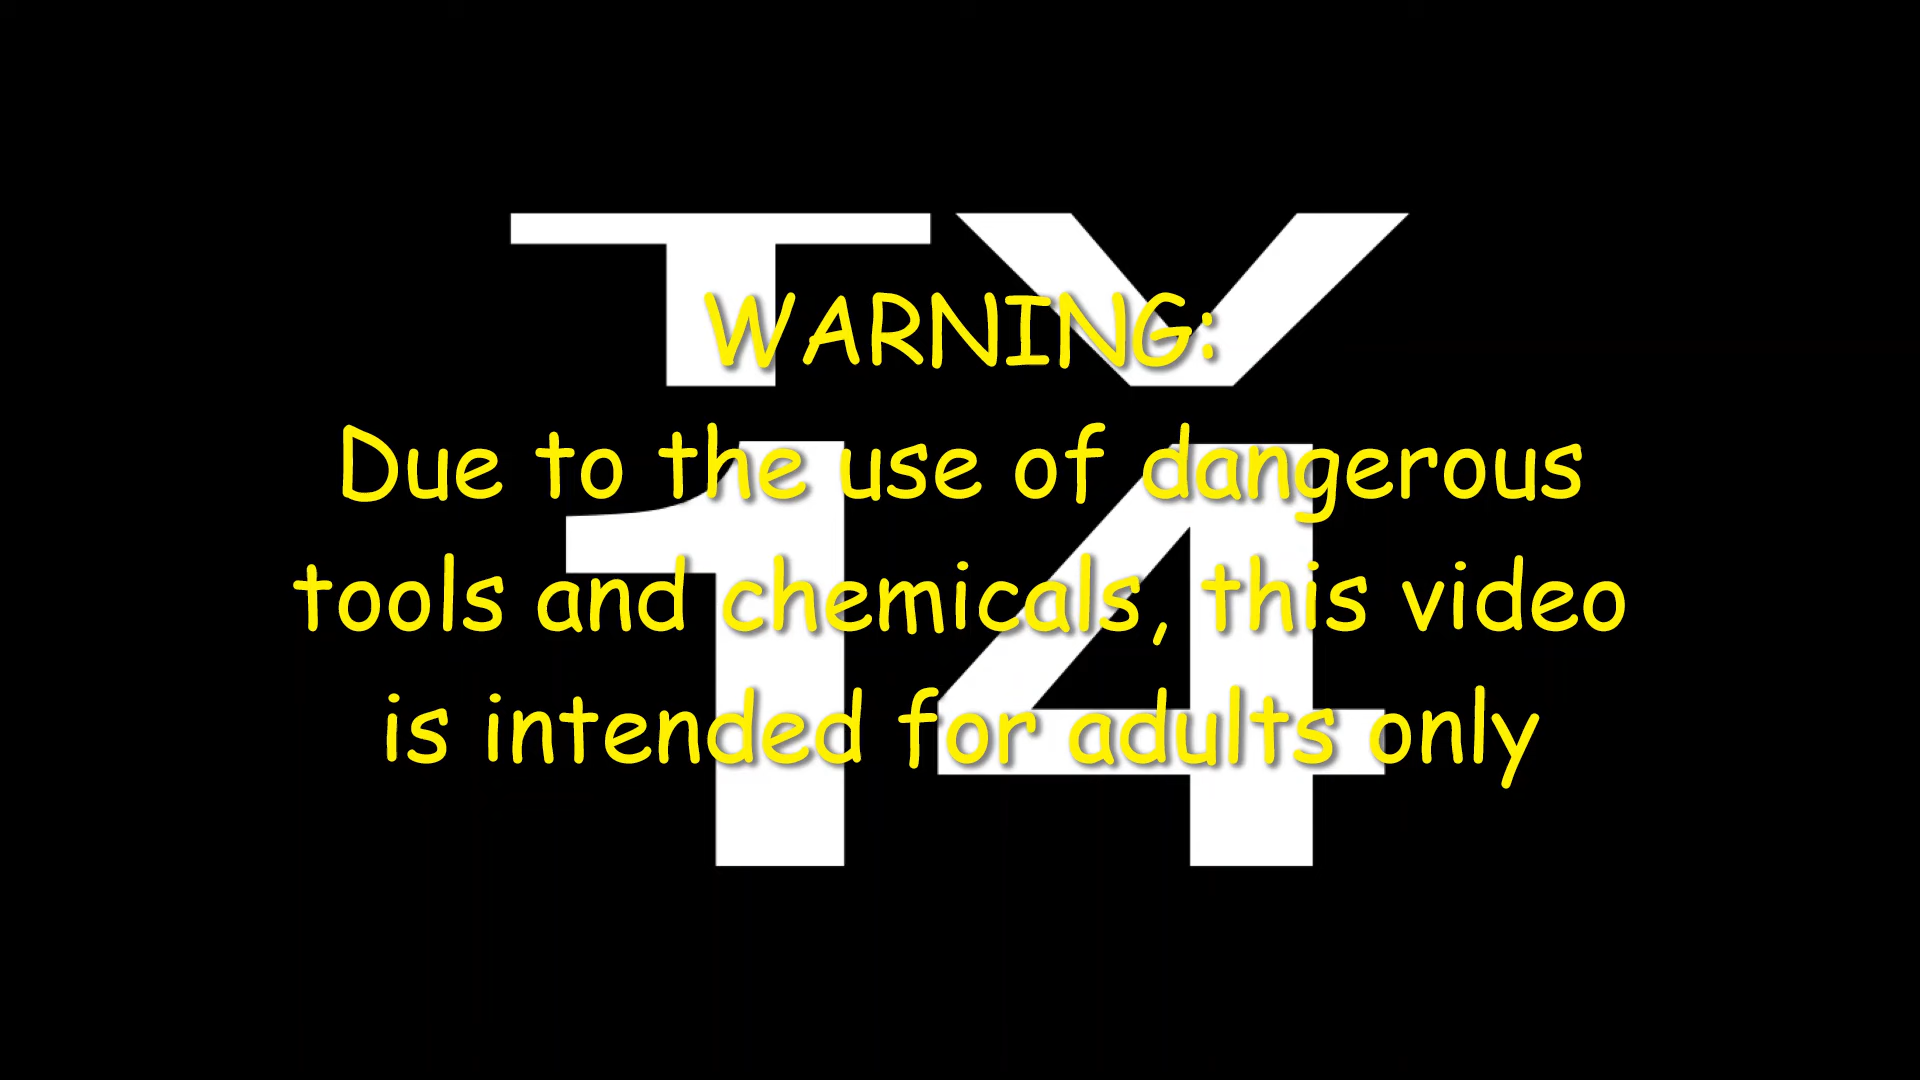 TV
WARNING:
14
Due to the use of dangerous
tools and chemicals, this video
is intended for adults only